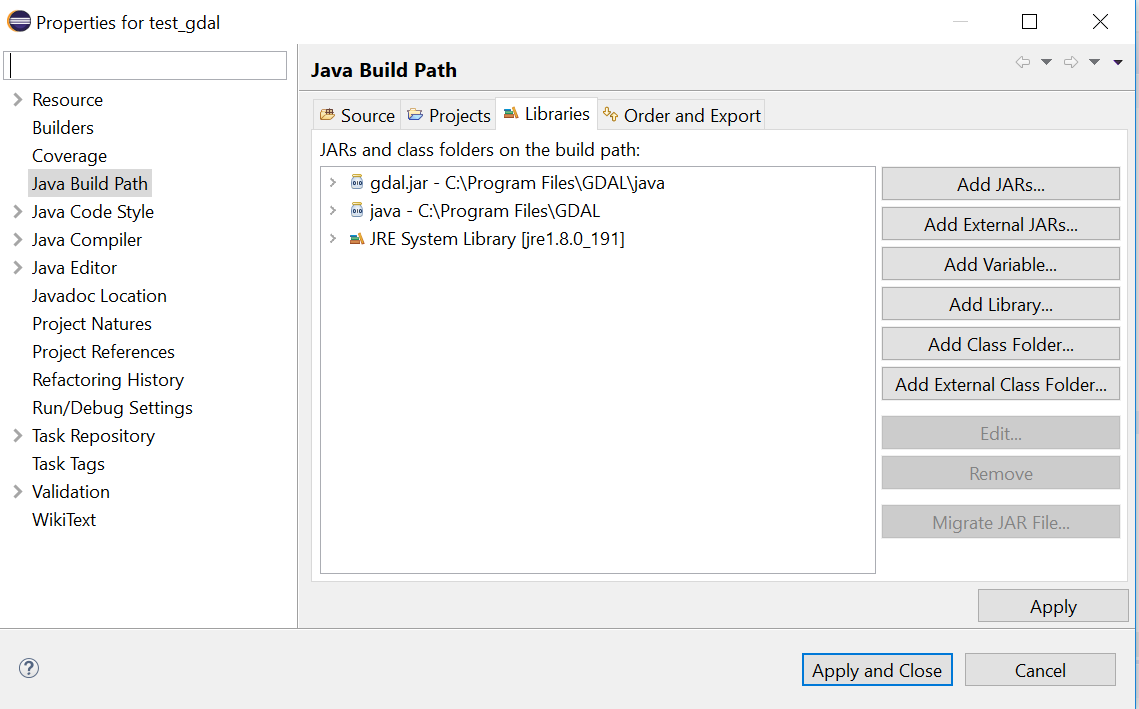 Properties for test_gdal
Resource
Builders
Coverage
Java Build Path
Java Code Style
Java Compiler
Java Editor
Javadoc Location
Project Natures
Project References
Refactoring History
Run/Debug Settings
Task Repository
Task Tags
Validation
WikiText
Java Build Path
Source Projects Libraries Order and Export
JARs and class folders on the build path:
gdal.jar - C:\Program Files\GDAL\java
java - C:\Program Files\GDAL
JRE System Library [jre1.8.0_191]
Add JARs...
Add External JARs...
Add Variable...
Add Library...
Add Class Folder...
Add External Class Folder...
Edit...
Remove
Migrate JAR File...
Apply
?
Apply and Close Cancel